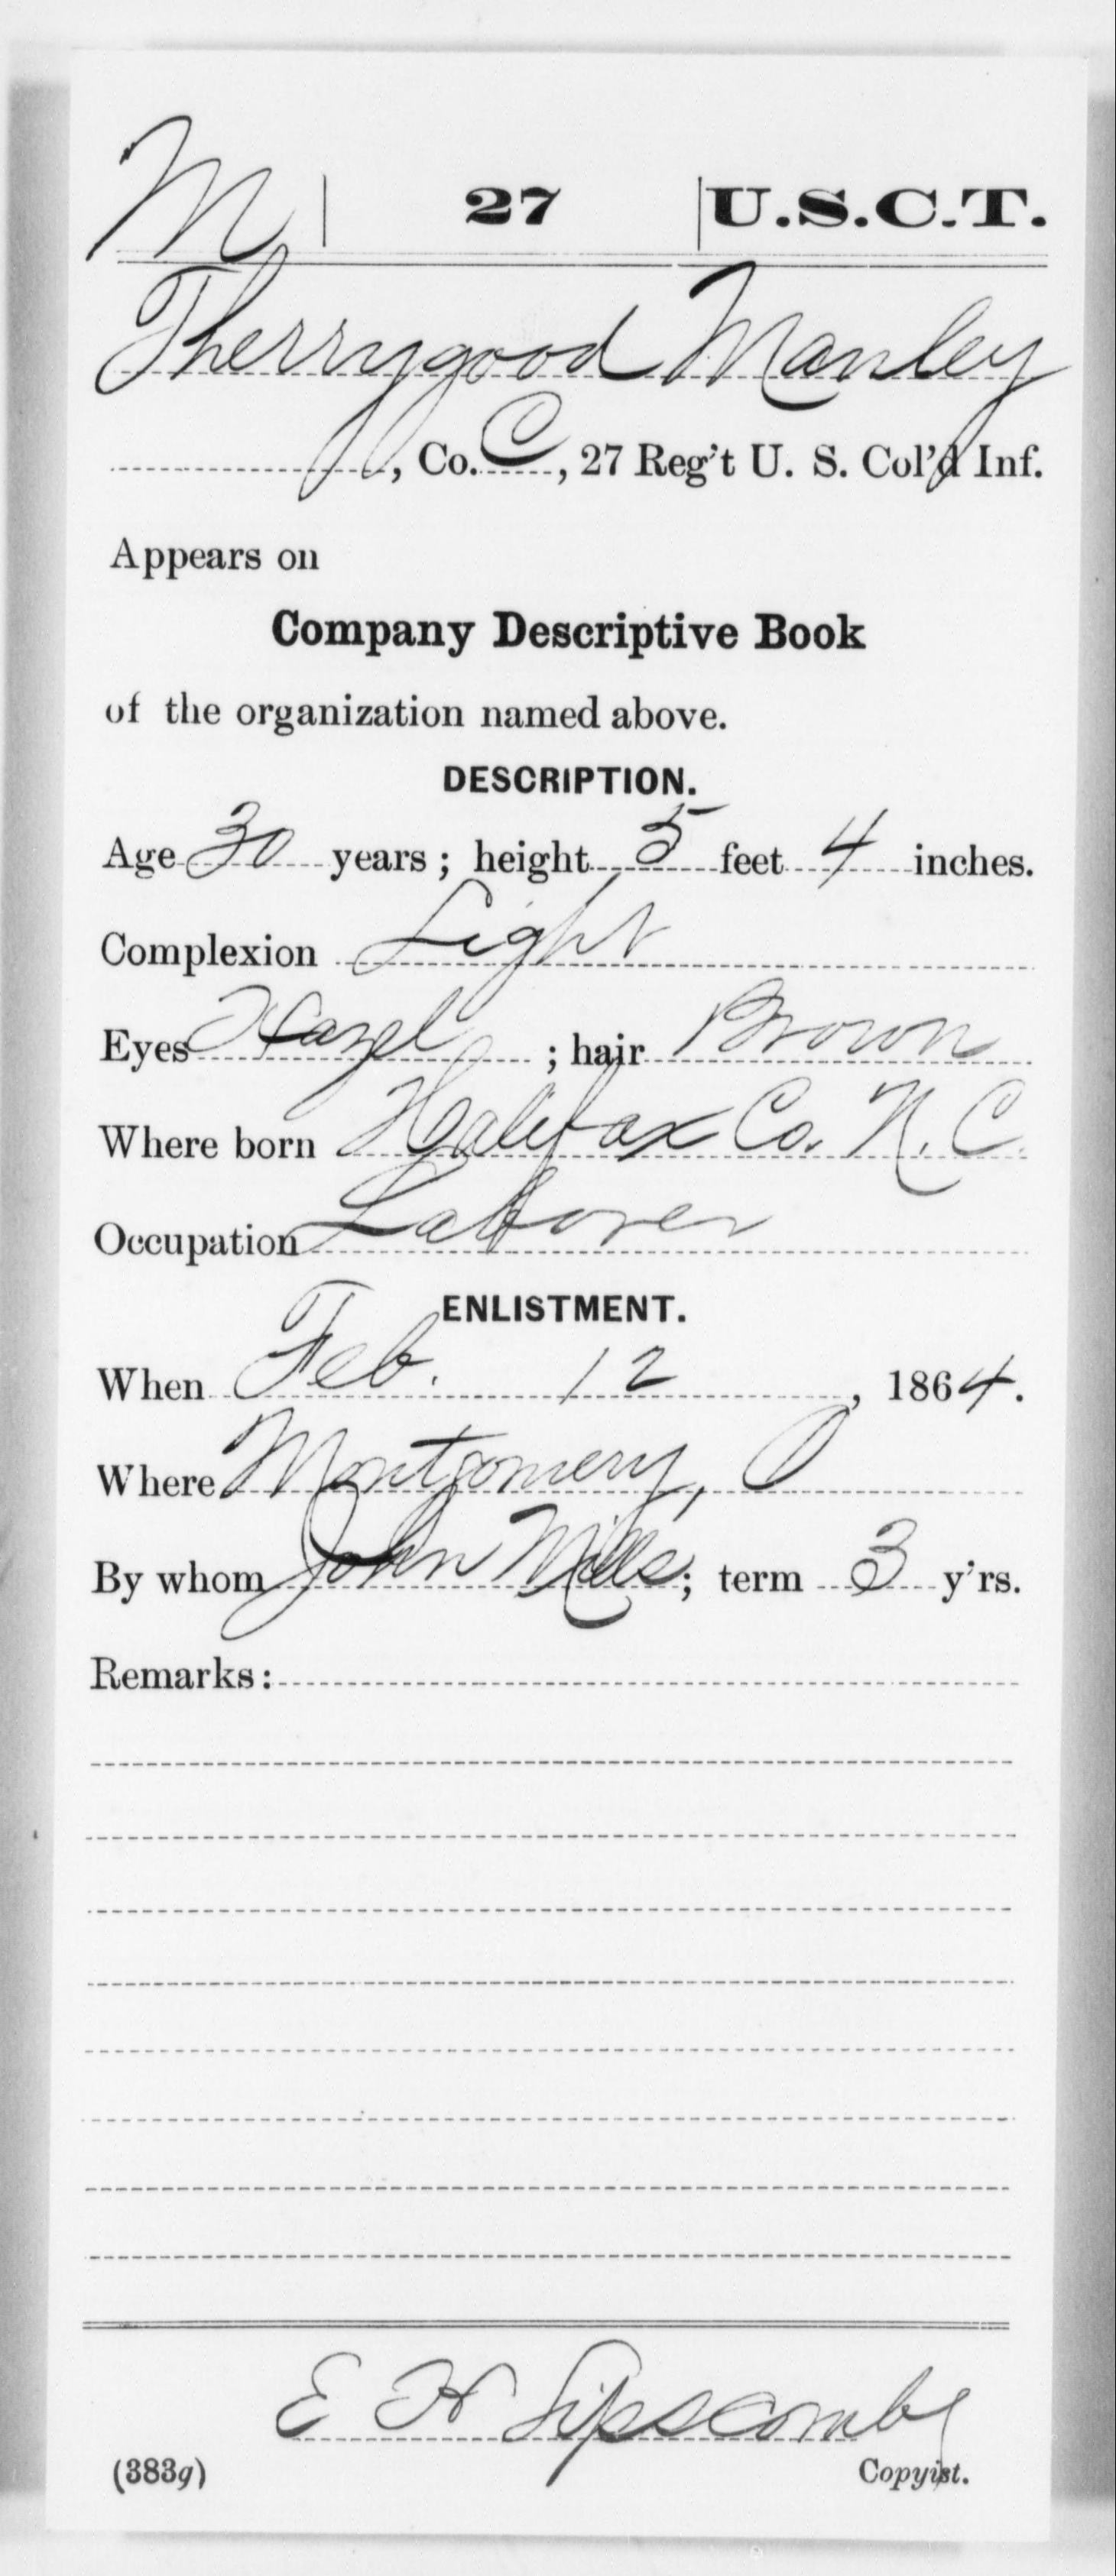 M | 27 | U.S.C.T.
Therrygood Manley
, Co. C, 27 Reg't U. S. Col'd Inf.
Appears on
Company Descriptive Book
of the organization named above.
DESCRIPTION.
Age 30 years; height 5 feet 4 inches.
Complexion Light
Eyes Hazel ; hair Brown
Where born Halifax Co. N. C.
Occupation Laborer
ENLISTMENT.
When Feb. 12, 1864.
Where Montgomery, O
By whom John Mills; term 3 y'rs.
Remarks:
E H Lipscomb
(383g) Copyist.